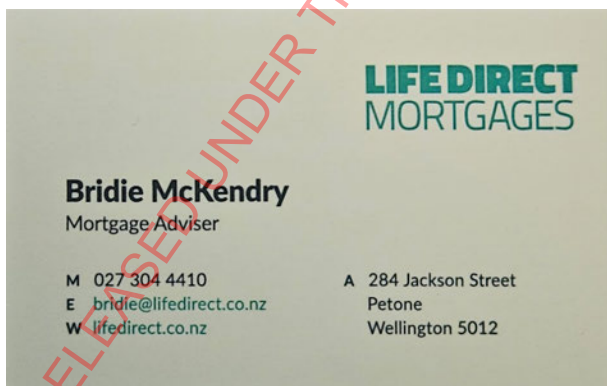 LIFE DIRECT
MORTGAGES
Bridie McKendry
Mortgage Adviser
M 027 304 4410
E bridie@lifedirect.co.nz
W lifedirect.co.nz
A 284 Jackson Street
Petone
Wellington 5012
RELEASED UNDER